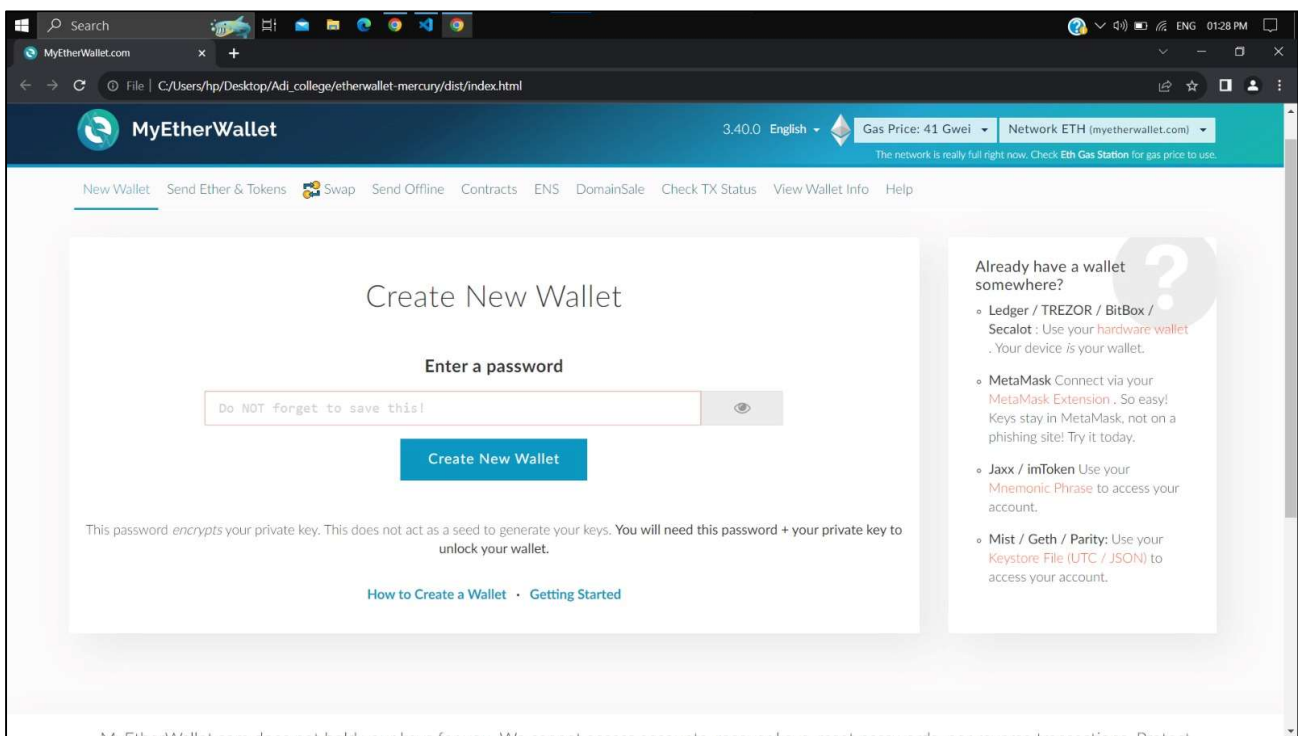 Search
ENG 01:28 PM
MyEtherWallet.com
File | C:/Users/hp/Desktop/Adi_college/etherwallet-mercury/dist/index.html
MyEtherWallet
3.40.0 English
Gas Price: 41 Gwei
Network ETH (myetherwallet.com)
The network is really full right now. Check Eth Gas Station for gas price to use.
New Wallet Send Ether & Tokens Swap Send Offline Contracts ENS DomainSale Check TX Status View Wallet Info Help
Create New Wallet
Enter a password
Do NOT forget to save this!
Create New Wallet
This password encrypts your private key. This does not act as a seed to generate your keys. You will need this password + your private key to
unlock your wallet.
How to Create a Wallet · Getting Started
Already have a wallet
somewhere?
Ledger / TREZOR / BitBox /
Secalot : Use your hardware wallet
. Your device is your wallet.
MetaMask Connect via your
MetaMask Extension . So easy!
Keys stay in MetaMask, not on a
phishing site! Try it today.
Jaxx / imToken Use your
Mnemonic Phrase to access your
account.
Mist / Geth / Parity: Use your
Keystore File (UTC / JSON) to
access your account.